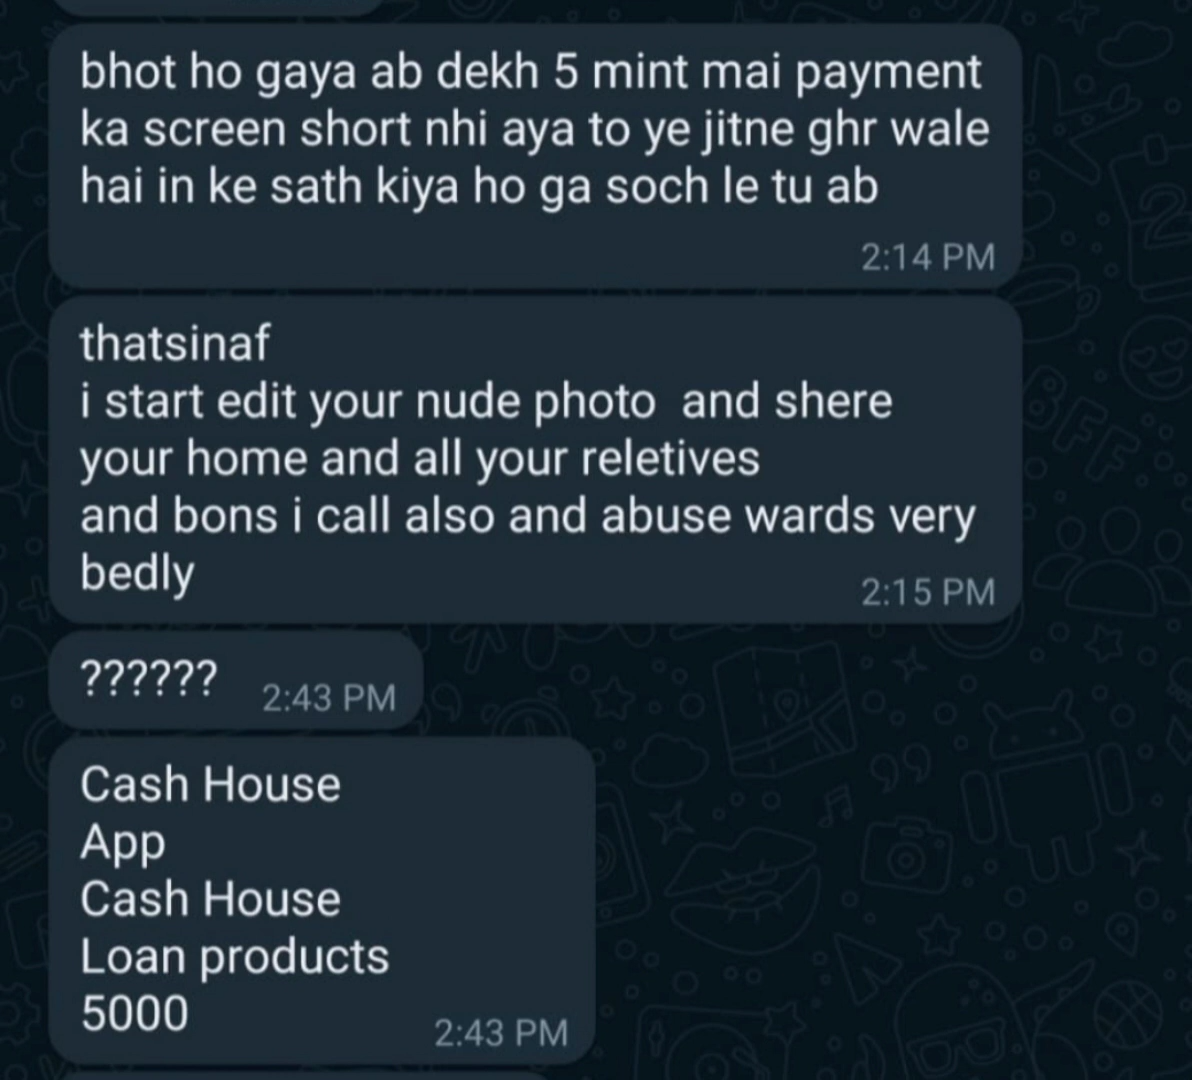 bhot ho gaya ab dekh 5 mint mai payment
ka screen short nhi aya to ye jitne ghr wale
hai in ke sath kiya ho ga soch le tu ab
2:14 PM
thatsinaf
i start edit your nude photo  and shere
your home and all your reletives
and bons i call also and abuse wards very
bedly
2:15 PM
??????
2:43 PM
Cash House
App
Cash House
Loan products
5000
2:43 PM